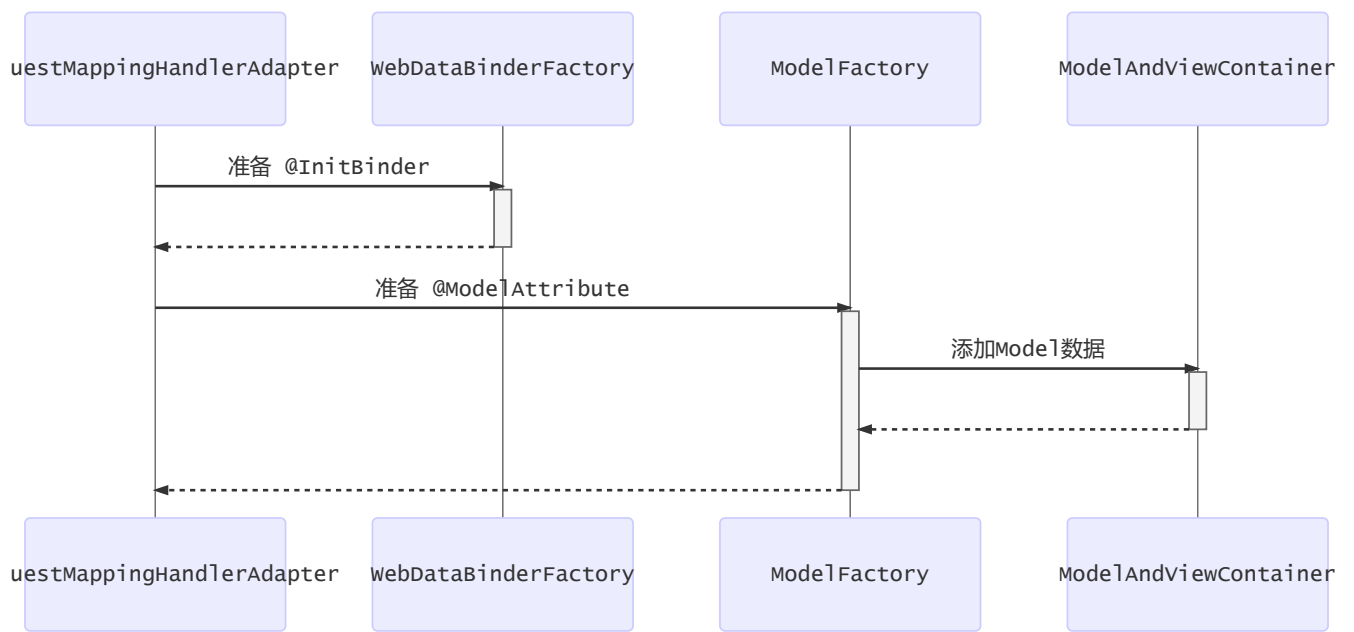 uestMappingHandlerAdapter
WebDataBinderFactory
ModelFactory
ModelAndViewContainer
准备 @InitBinder
准备 @ModelAttribute
添加Model数据
uestMappingHandlerAdapter
WebDataBinderFactory
ModelFactory
ModelAndViewContainer